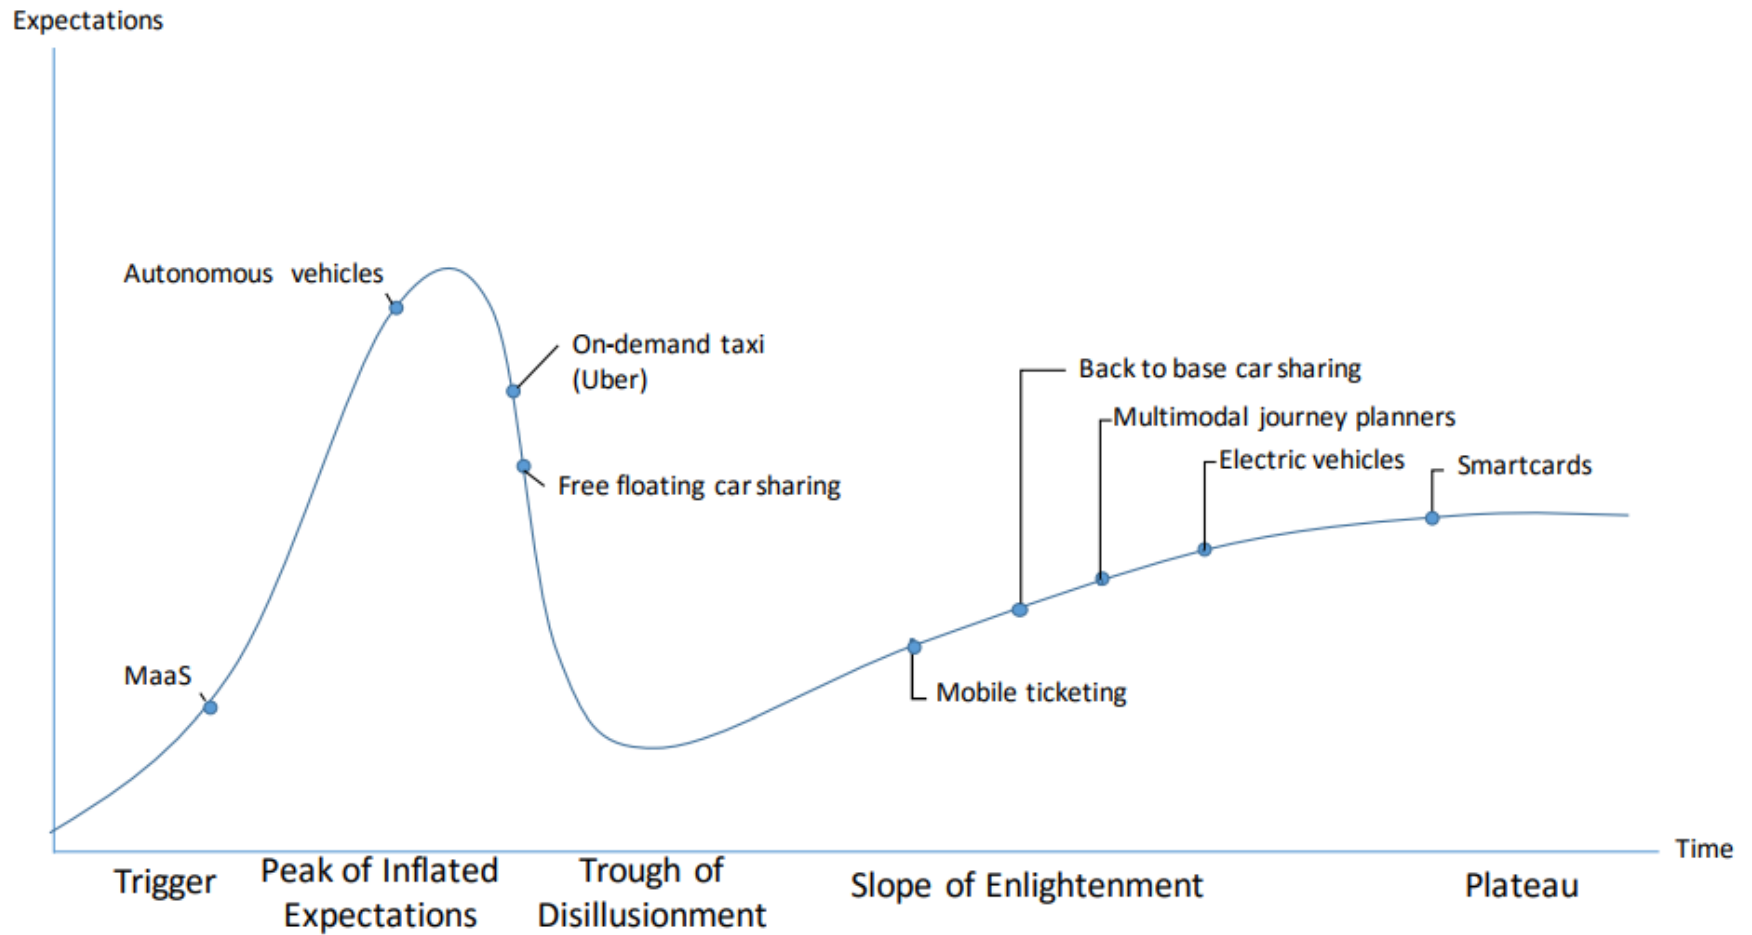 Expectations
Autonomous vehicles
On-demand taxi
(Uber)
Back to base car sharing
Multimodal journey planners
Electric vehicles
Smartcards
Free floating car sharing
MaaS
Mobile ticketing
Time
Trigger
Peak of Inflated
Expectations
Trough of
Disillusionment
Slope of Enlightenment
Plateau